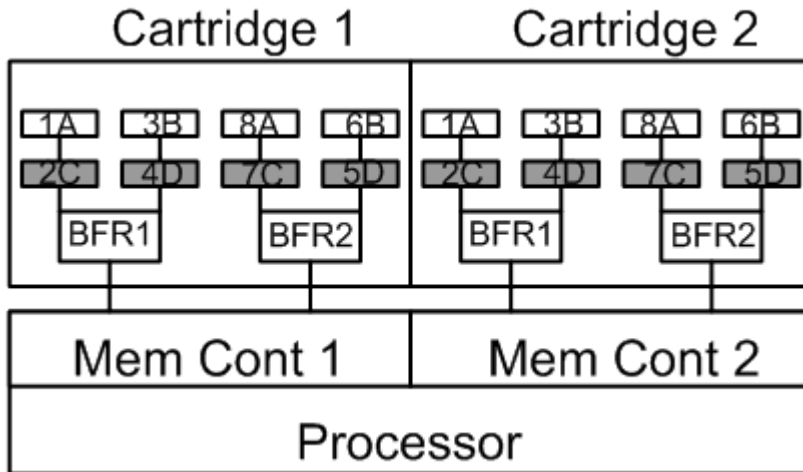 Cartridge 1 Cartridge 2
1A 3B 8A 6B 1A 3B 8A 6B
2C 4D 7C 5D 2C 4D 7C 5D
BFR1 BFR2 BFR1 BFR2
Mem Cont 1 Mem Cont 2
Processor